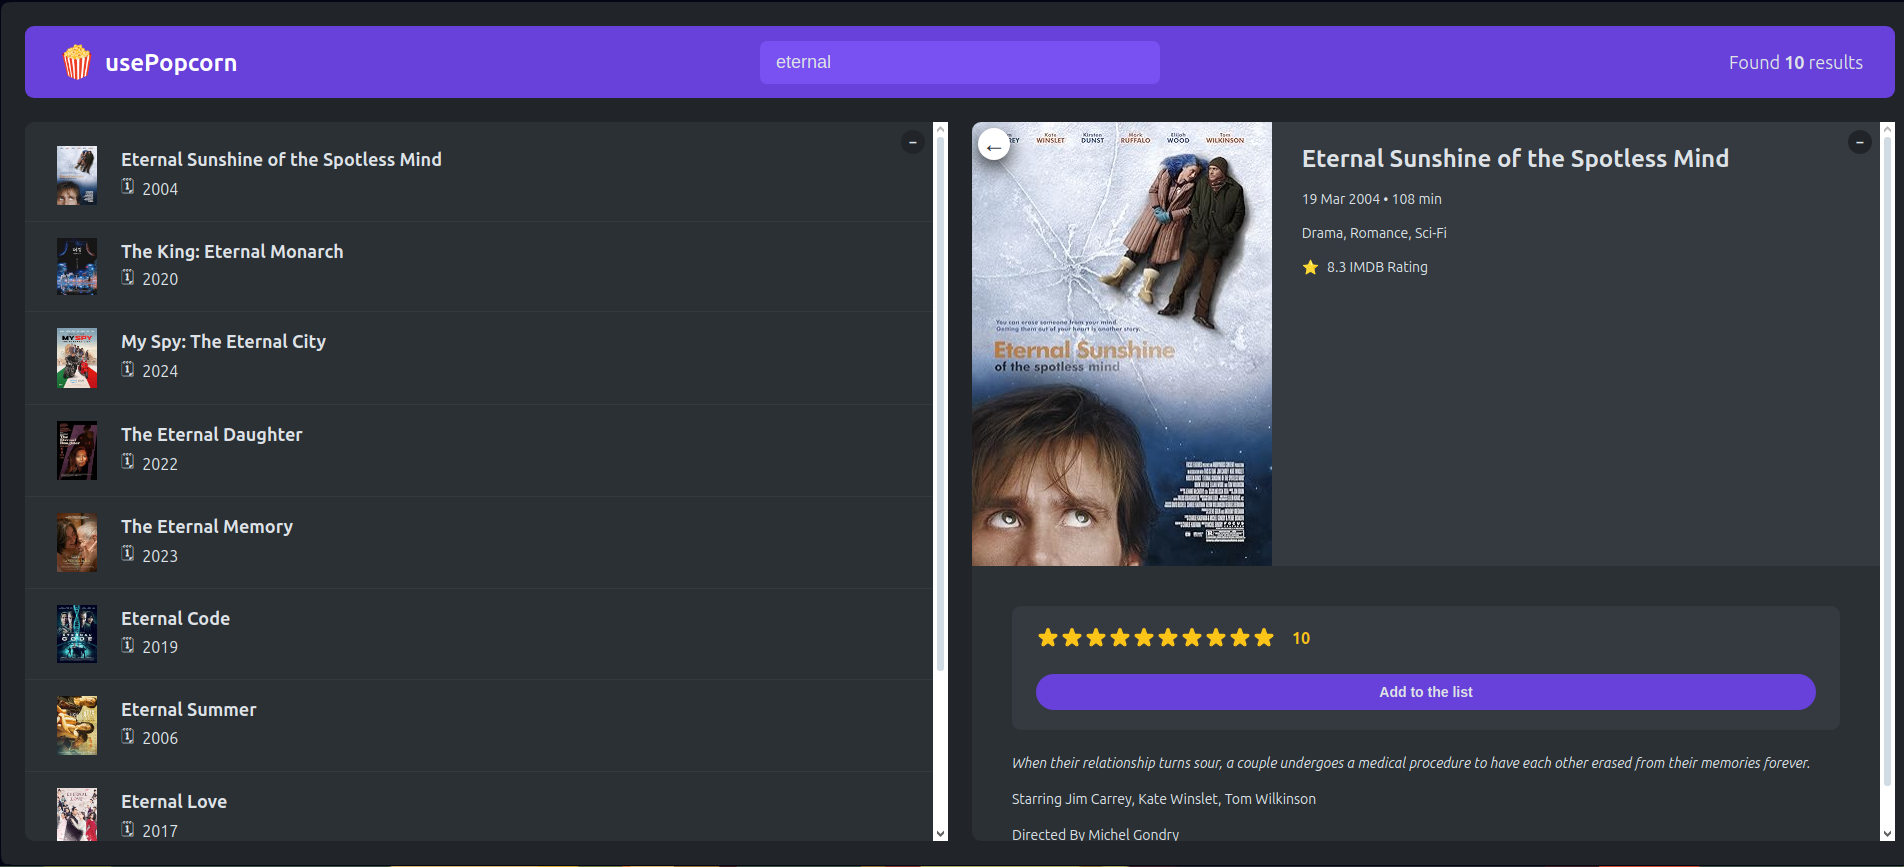 usePopcorn
eternal
Found 10 results
Eternal Sunshine of the Spotless Mind
2004
The King: Eternal Monarch
2020
My Spy: The Eternal City
2024
The Eternal Daughter
2022
The Eternal Memory
2023
Eternal Code
2019
Eternal Summer
2006
Eternal Love
2017
←
Kate WINSLET
Kirsten DUNST
Mark RUFFALO
Elijah WOOD
Tom WILKINSON
You can erase someone from your mind.
Getting them out of your heart is another story.
Eternal Sunshine
of the spotless mind
Eternal Sunshine of the Spotless Mind
19 Mar 2004 • 108 min
Drama, Romance, Sci-Fi
8.3 IMDB Rating
10
Add to the list
When their relationship turns sour, a couple undergoes a medical procedure to have each other erased from their memories forever.
Starring Jim Carrey, Kate Winslet, Tom Wilkinson
Directed By Michel Gondry